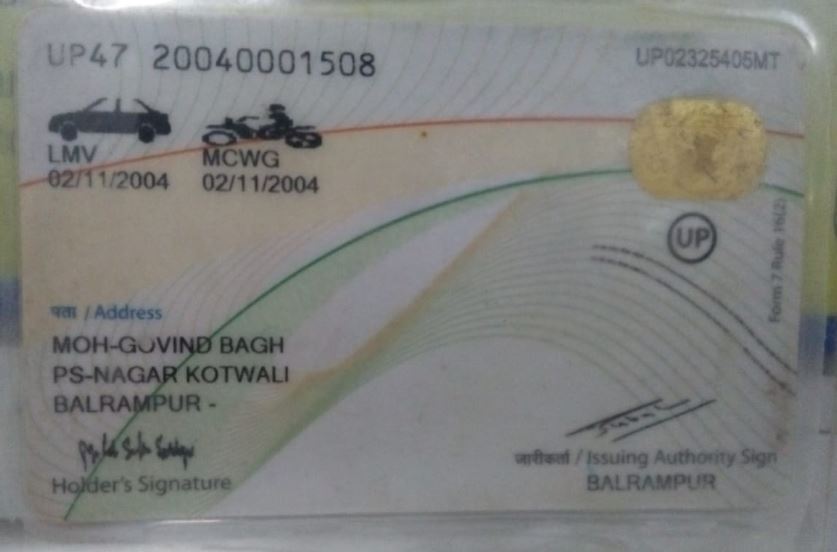 UP47 20040001508
UP02325405MT
LMV
02/11/2004
MCWG
02/11/2004
UP
Form 7 Rule 16(2)
पता / Address
MOH-GOVIND BAGH
PS-NAGAR KOTWALI
BALRAMPUR -
Holder's Signature
जारीकर्ता / Issuing Authority Sign
BALRAMPUR